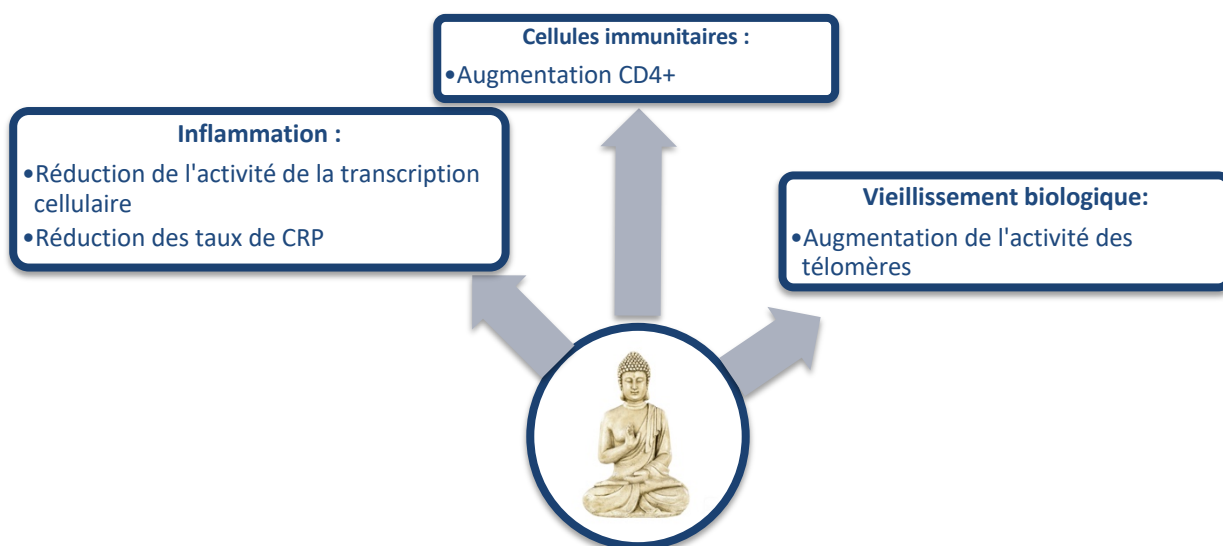 Cellules immunitaires :
•Augmentation CD4+
Inflammation :
•Réduction de l'activité de la transcription
cellulaire
•Réduction des taux de CRP
Vieillissement biologique:
•Augmentation de l'activité des
télomères